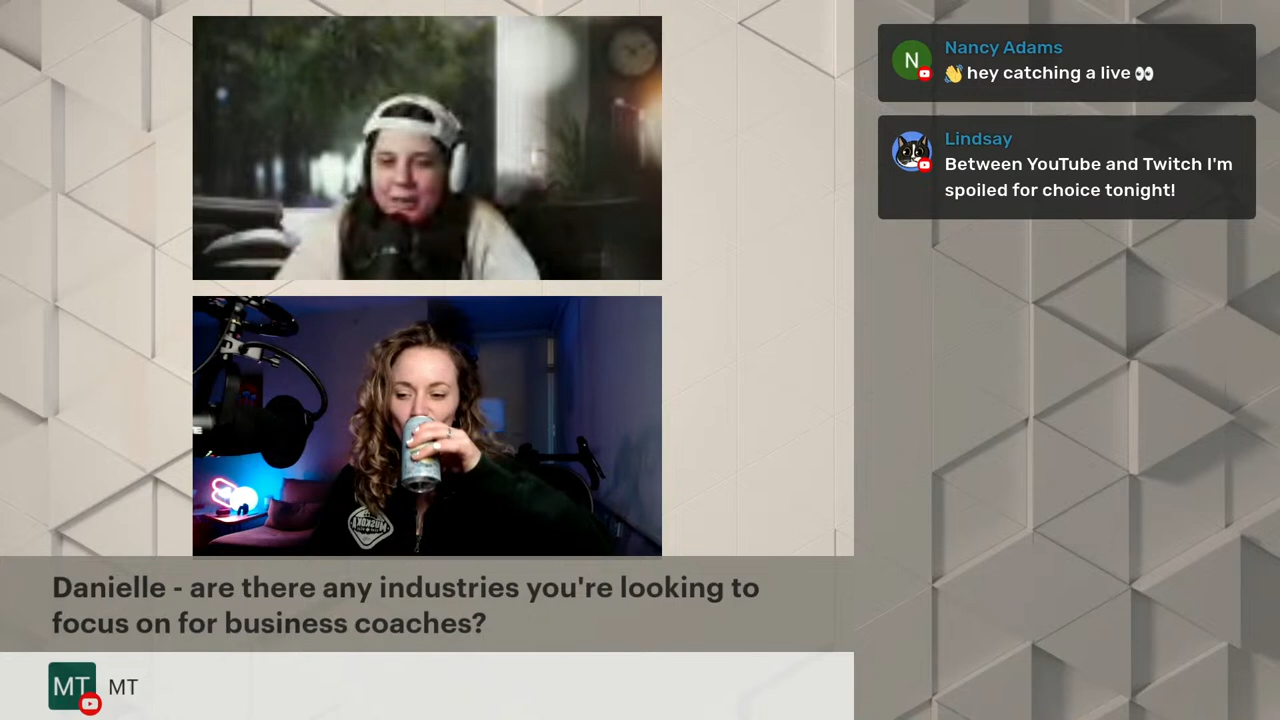 N
Nancy Adams
👋 hey catching a live 👀
Lindsay
Between YouTube and Twitch I'm
spoiled for choice tonight!
Danielle - are there any industries you're looking to
focus on for business coaches?
MT
MT